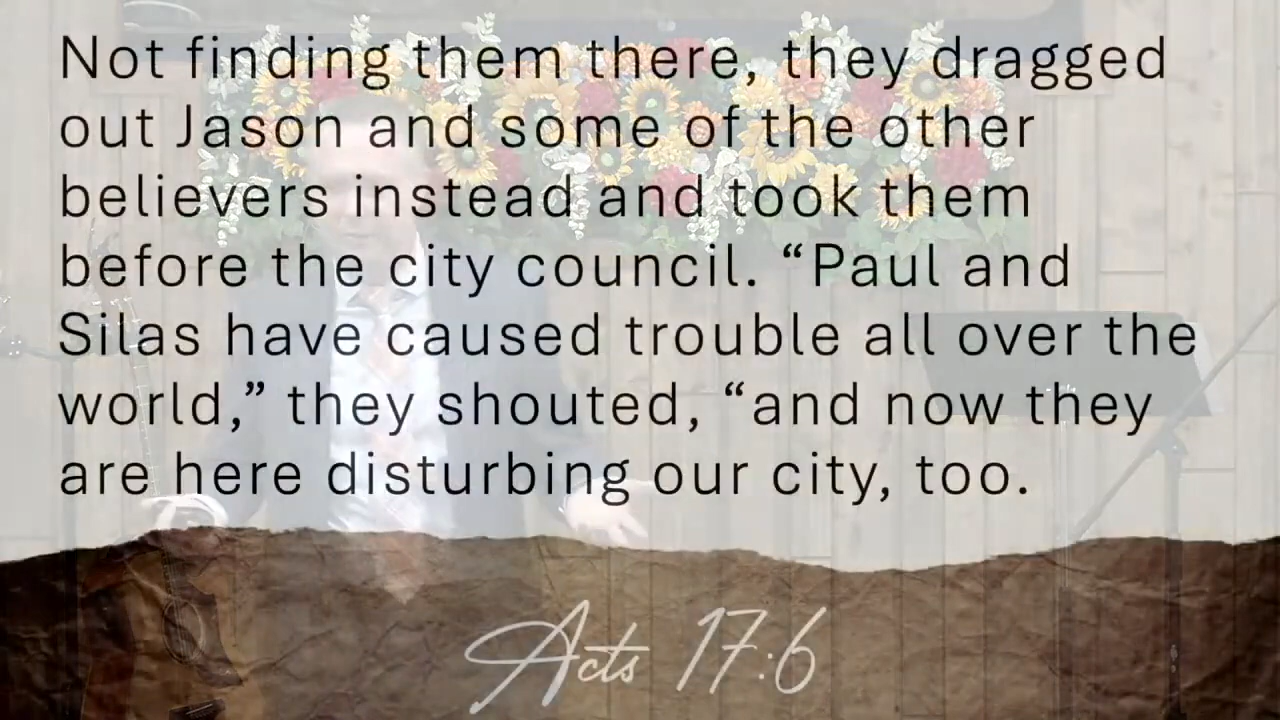 Not finding them there, they dragged
out Jason and some of the other
believers instead and took them
before the city council. “Paul and
Silas have caused trouble all over the
world,” they shouted, “and now they
are here disturbing our city, too.
Acts 17:6